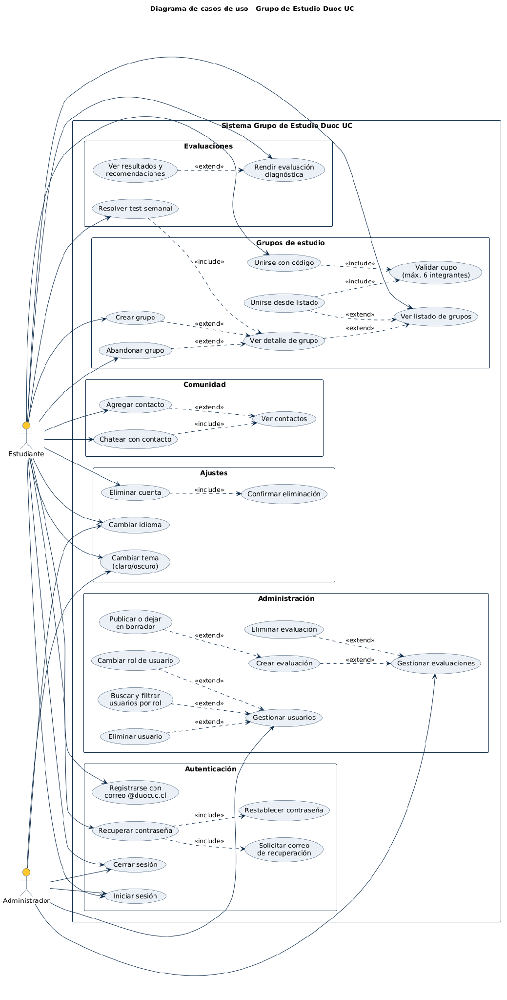 Diagrama de casos de uso - Grupo de Estudio Duoc UC
Sistema Grupo de Estudio Duoc UC
Evaluaciones
Ver resultados y
recomendaciones
«extend»
Rendir evaluación
diagnóstica
Resolver test semanal
«include»
Grupos de estudio
Unirse con código
«include»
Validar cupo
(máx. 6 integrantes)
«include»
Unirse desde listado
«extend»
Ver listado de grupos
Crear grupo
«extend»
«extend»
Ver detalle de grupo
Abandonar grupo
«extend»
Comunidad
Agregar contacto
«extend»
Ver contactos
«include»
Chatear con contacto
Estudiante
Ajustes
Eliminar cuenta
«include»
Confirmar eliminación
Cambiar idioma
Cambiar tema
(claro/oscuro)
Administración
Publicar o dejar
en borrador
«extend»
Eliminar evaluación
«extend»
Cambiar rol de usuario
Crear evaluación
«extend»
Gestionar evaluaciones
«extend»
Buscar y filtrar
usuarios por rol
«extend»
Gestionar usuarios
«extend»
Eliminar usuario
Autenticación
Registrarse con
correo @duocuc.cl
«include»
Restablecer contraseña
Recuperar contraseña
«include»
Solicitar correo
de recuperación
Cerrar sesión
Iniciar sesión
Administrador